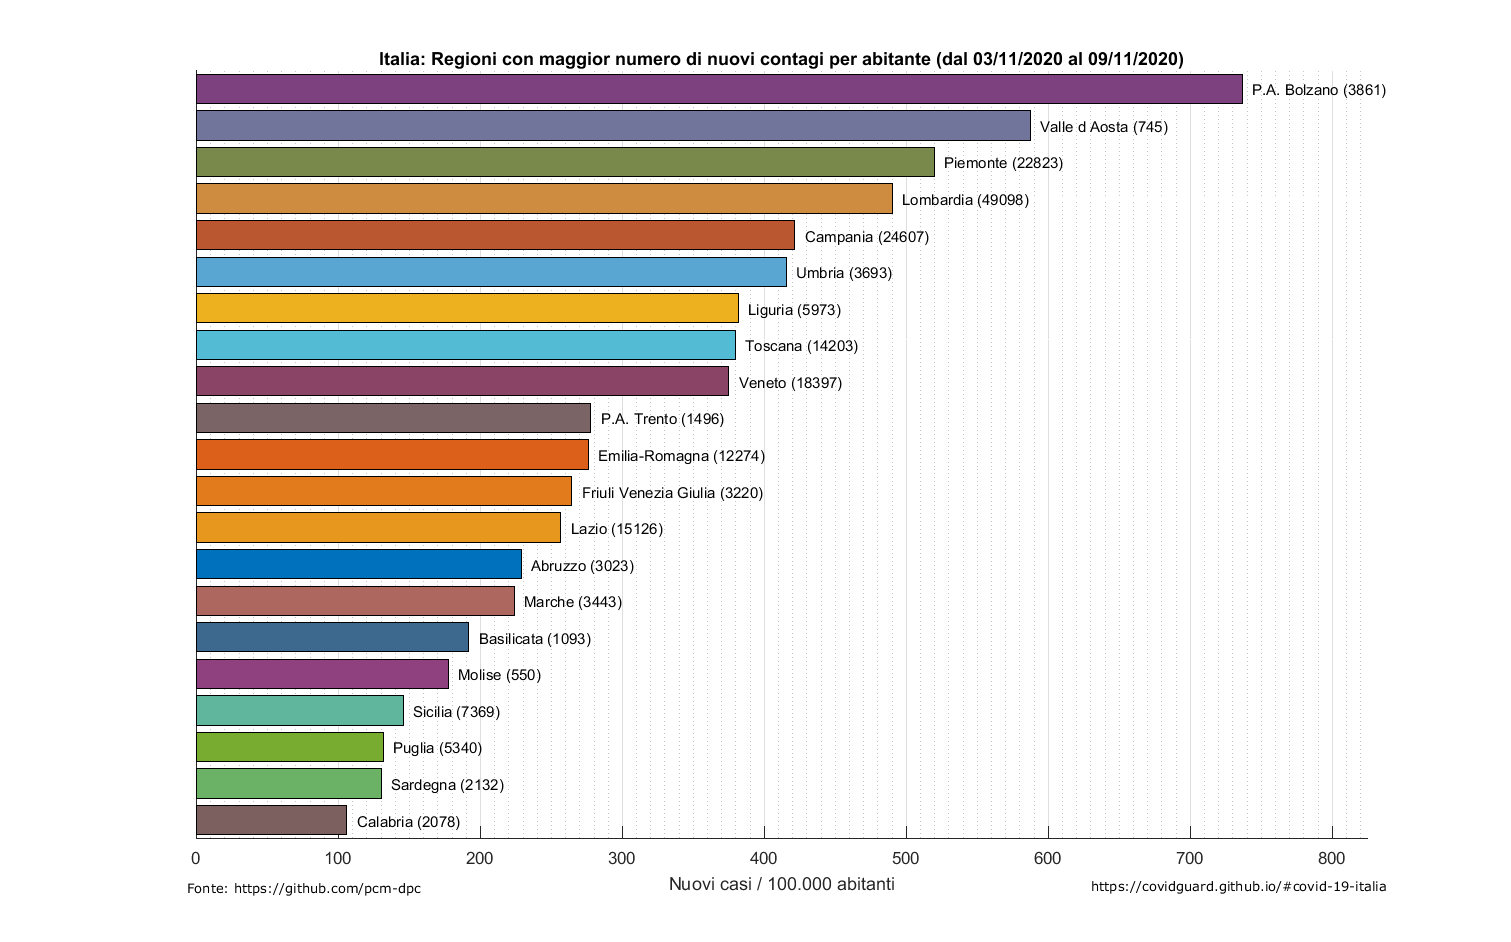 Italia: Regioni con maggior numero di nuovi contagi per abitante (dal 03/11/2020 al 09/11/2020)
P.A. Bolzano (3861)
Valle d Aosta (745)
Piemonte (22823)
Lombardia (49098)
Campania (24607)
Umbria (3693)
Liguria (5973)
Toscana (14203)
Veneto (18397)
P.A. Trento (1496)
Emilia-Romagna (12274)
Friuli Venezia Giulia (3220)
Lazio (15126)
Abruzzo (3023)
Marche (3443)
Basilicata (1093)
Molise (550)
Sicilia (7369)
Puglia (5340)
Sardegna (2132)
Calabria (2078)
0 100 200 300 400 500 600 700 800
Nuovi casi / 100.000 abitanti
Fonte: https://github.com/pcm-dpc
https://covidguard.github.io/#covid-19-italia